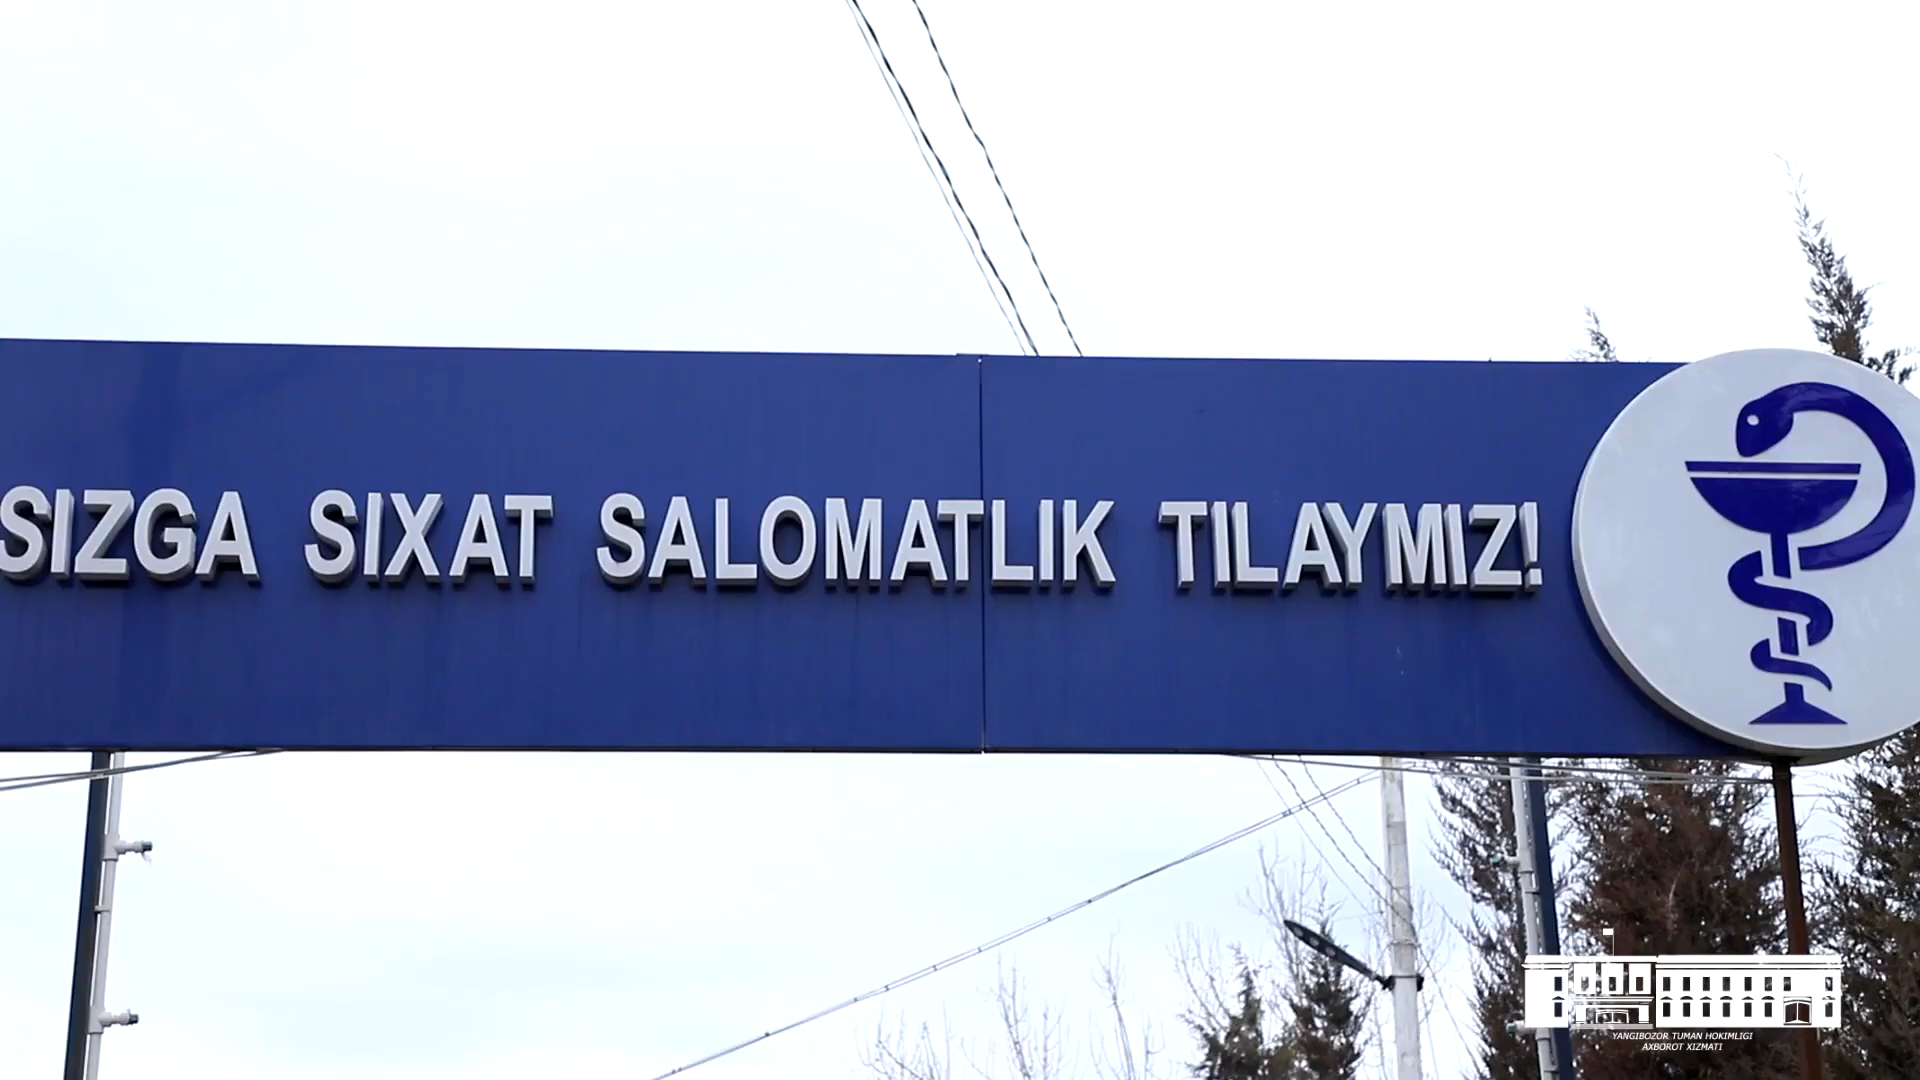 SIZGA SIXAT SALOMATLIK TILAYMIZ!
YANGIBOZOR TUMAN HOKIMLIGI
AXBOROT XIZMATI